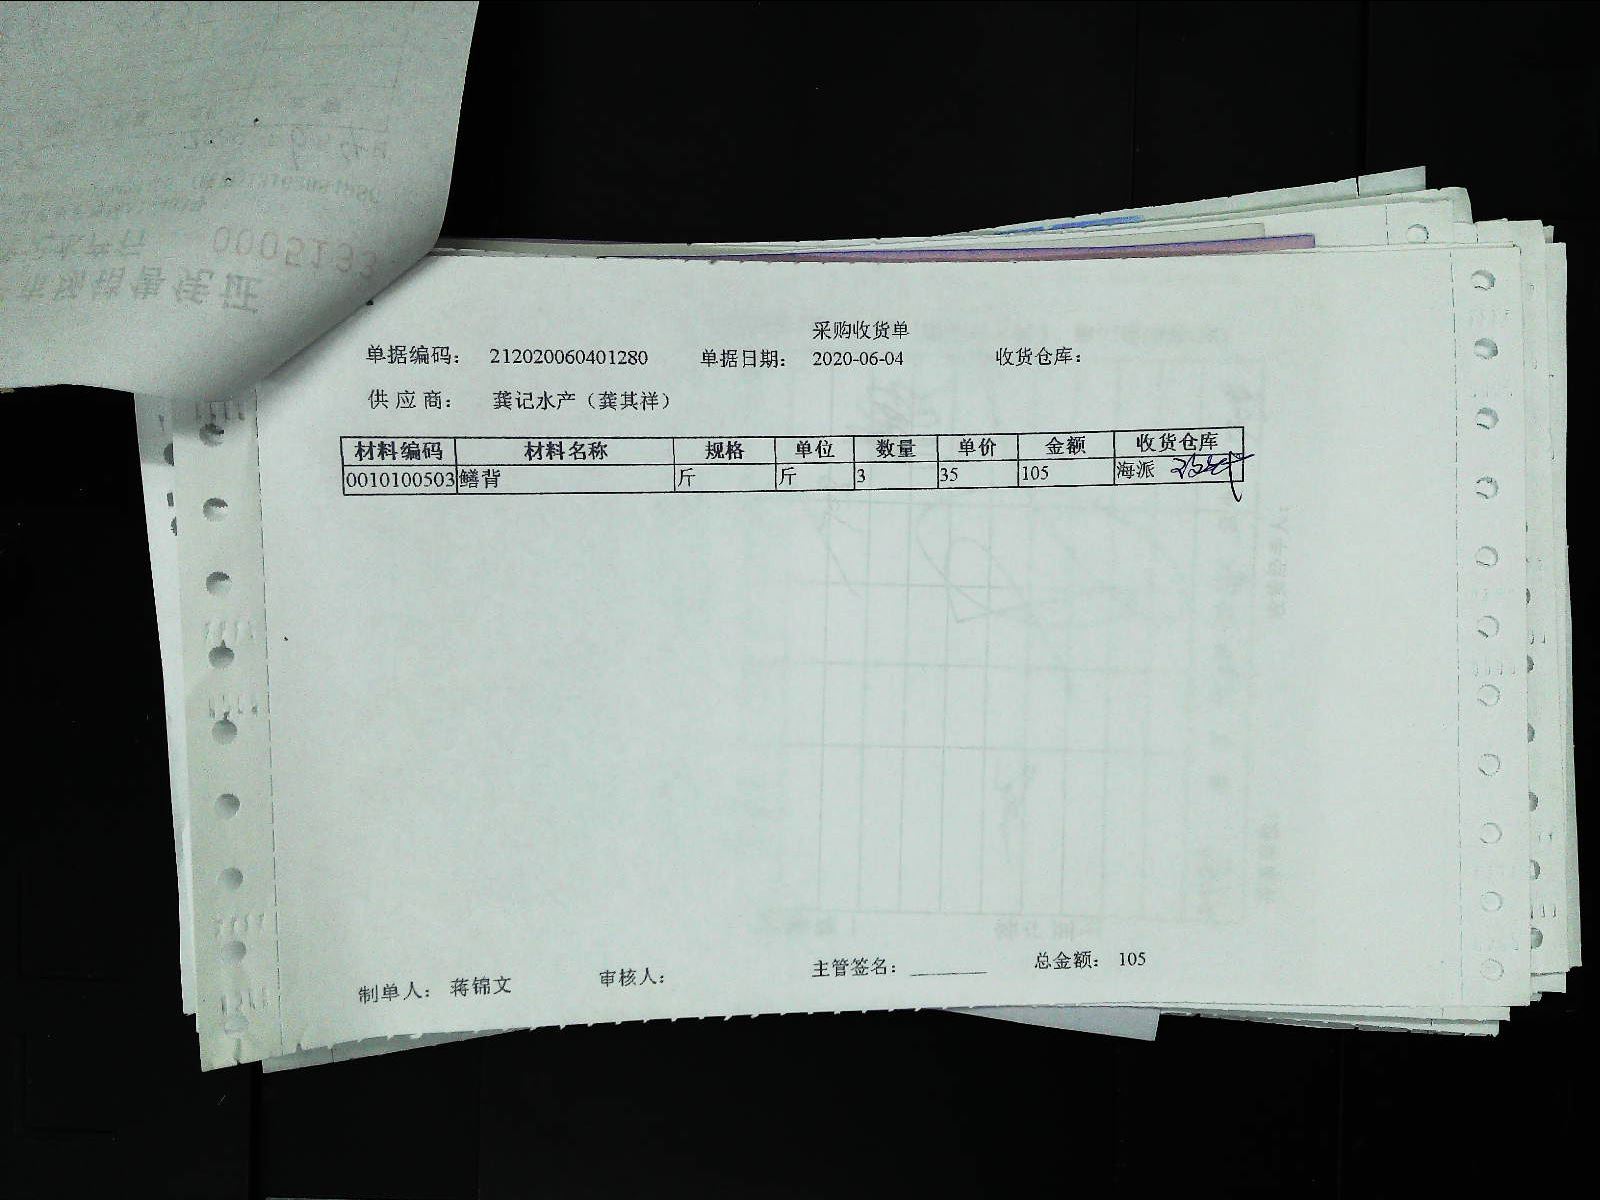 0005133
采购收货单
单据编码： 212020060401280 单据日期： 2020-06-04 收货仓库：
供 应 商： 龚记水产（龚其祥）
材料编码 材料名称 规格 单位 数量 单价 金额 收货仓库
0010100503 鳝背 斤 斤 3 35 105 海派
制单人： 蒋锦文 审核人： 主管签名： 总金额： 105